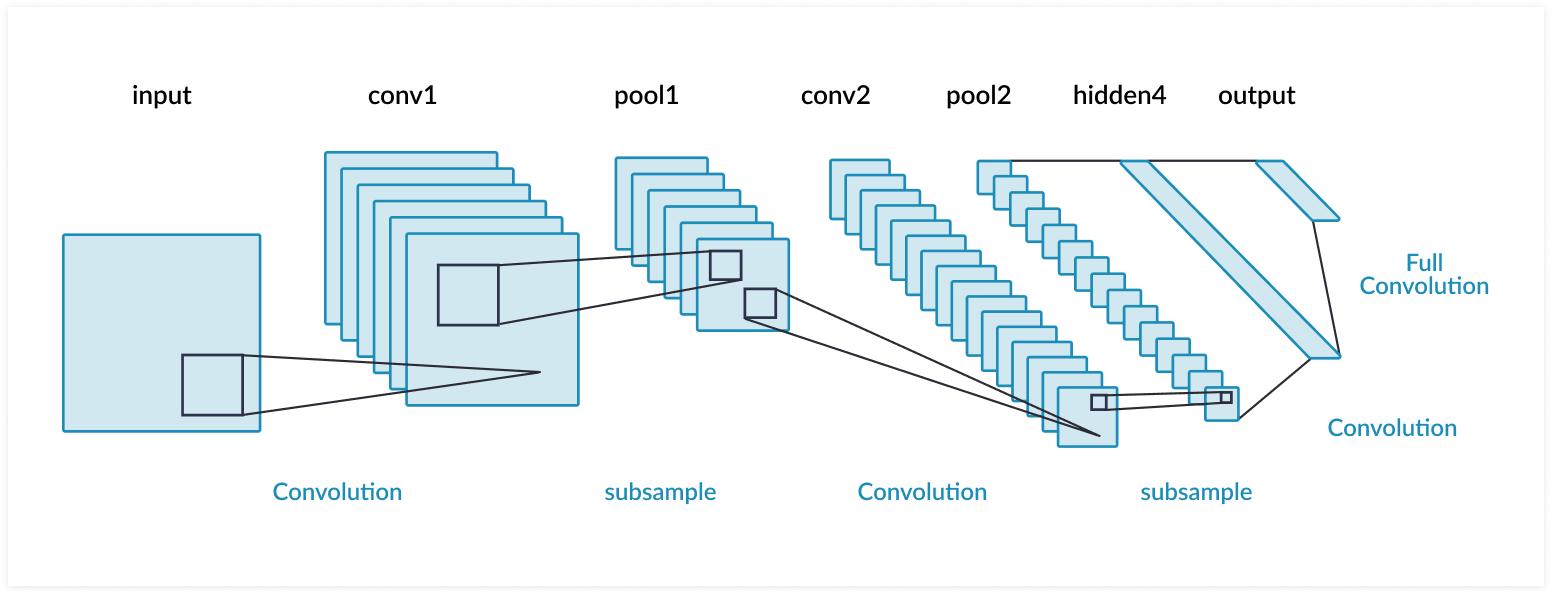 input
conv1
pool1
conv2
pool2
hidden4
output
Full
Convolution
Convolution
Convolution
subsample
Convolution
subsample